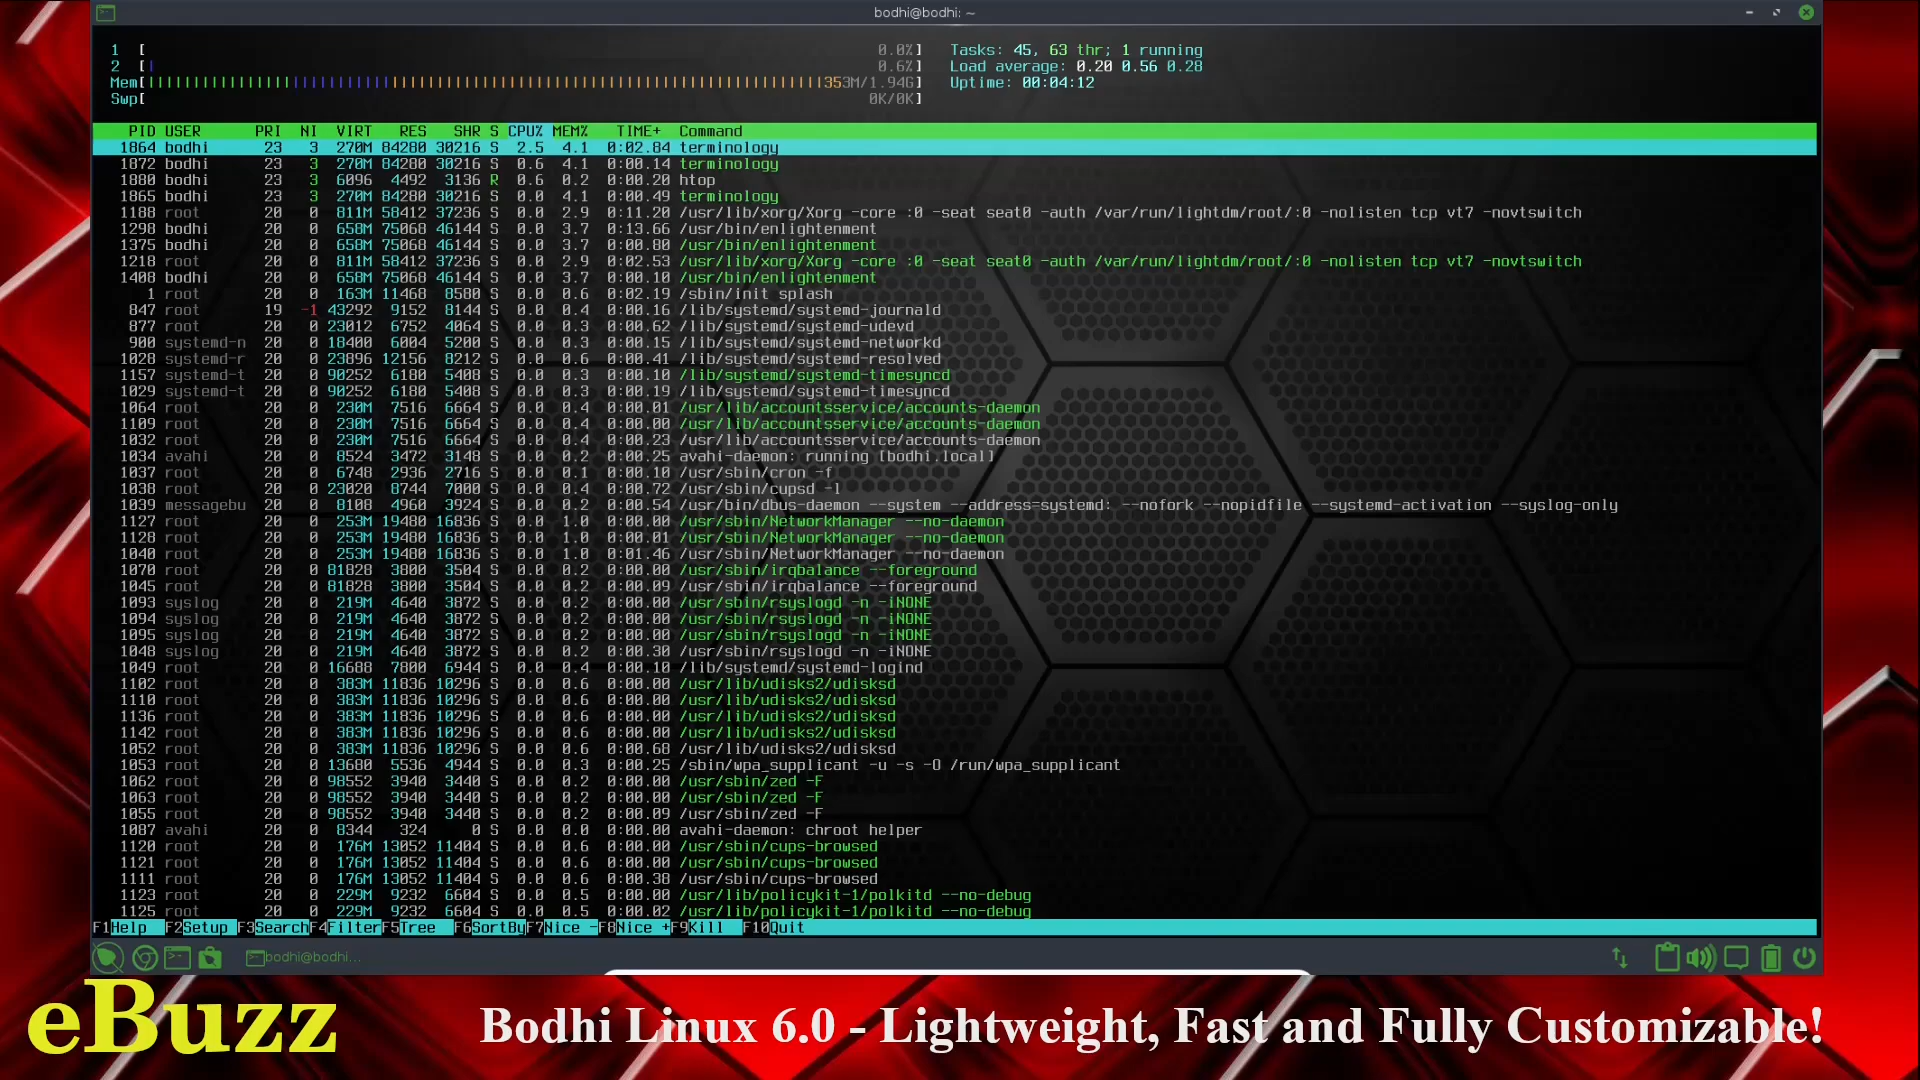 bodhi@bodhi: ~
1 [ 0.0%] Tasks: 45, 63 thr; 1 running
2 [| 0.6%] Load average: 0.20 0.56 0.28
Mem[ 353M/1.94G] Uptime: 00:04:12
Swp[ 0K/0K]
PID USER PRI NI VIRT RES SHR S CPU% MEM% TIME+ Command
1864 bodhi 23 3 270M 84280 30216 S 2.5 4.1 0:02.84 terminology
1872 bodhi 23 3 270M 84280 30216 S 0.6 4.1 0:00.14 terminology
1880 bodhi 23 3 6096 4492 3136 R 0.6 0.2 0:00.20 htop
1865 bodhi 23 3 270M 84280 30216 S 0.0 4.1 0:00.49 terminology
1188 root 20 0 811M 58412 37236 S 0.0 2.9 0:11.20 /usr/lib/xorg/Xorg -core :0 -seat seat0 -auth /var/run/lightdm/root/:0 -nolisten tcp vt7 -novtswitch
1298 bodhi 20 0 658M 75068 46144 S 0.0 3.7 0:13.66 /usr/bin/enlightenment
1375 bodhi 20 0 658M 75068 46144 S 0.0 3.7 0:00.80 /usr/bin/enlightenment
1218 root 20 0 811M 58412 37236 S 0.0 2.9 0:02.53 /usr/lib/xorg/Xorg -core :0 -seat seat0 -auth /var/run/lightdm/root/:0 -nolisten tcp vt7 -novtswitch
1408 bodhi 20 0 658M 75068 46144 S 0.0 3.7 0:00.10 /usr/bin/enlightenment
1 root 20 0 163M 11468 8580 S 0.0 0.6 0:02.19 /sbin/init splash
847 root 19 -1 43292 9152 8144 S 0.0 0.4 0:00.16 /lib/systemd/systemd-journald
877 root 20 0 23012 6752 4064 S 0.0 0.3 0:00.62 /lib/systemd/systemd-udevd
900 systemd-n 20 0 18400 6004 5200 S 0.0 0.3 0:00.15 /lib/systemd/systemd-networkd
1028 systemd-r 20 0 23896 12156 8212 S 0.0 0.6 0:00.41 /lib/systemd/systemd-resolved
1157 systemd-t 20 0 90252 6180 5408 S 0.0 0.3 0:00.10 /lib/systemd/systemd-timesyncd
1029 systemd-t 20 0 90252 6180 5408 S 0.0 0.3 0:00.19 /lib/systemd/systemd-timesyncd
1064 root 20 0 230M 7516 6664 S 0.0 0.4 0:00.01 /usr/lib/accountsservice/accounts-daemon
1109 root 20 0 230M 7516 6664 S 0.0 0.4 0:00.00 /usr/lib/accountsservice/accounts-daemon
1032 root 20 0 230M 7516 6664 S 0.0 0.4 0:00.23 /usr/lib/accountsservice/accounts-daemon
1034 avahi 20 0 8524 3472 3148 S 0.0 0.2 0:00.25 avahi-daemon: running [bodhi.local]
1037 root 20 0 6748 2936 2716 S 0.0 0.1 0:00.10 /usr/sbin/cron -f
1038 root 20 0 23020 8744 7000 S 0.0 0.4 0:00.72 /usr/sbin/cupsd -l
1039 messagebu 20 0 8108 4960 3924 S 0.0 0.2 0:00.54 /usr/bin/dbus-daemon --system --address=systemd: --nofork --nopidfile --systemd-activation --syslog-only
1127 root 20 0 253M 19480 16836 S 0.0 1.0 0:00.00 /usr/sbin/NetworkManager --no-daemon
1128 root 20 0 253M 19480 16836 S 0.0 1.0 0:00.01 /usr/sbin/NetworkManager --no-daemon
1040 root 20 0 253M 19480 16836 S 0.0 1.0 0:01.46 /usr/sbin/NetworkManager --no-daemon
1070 root 20 0 81828 3800 3504 S 0.0 0.2 0:00.00 /usr/sbin/irqbalance --foreground
1045 root 20 0 81828 3800 3504 S 0.0 0.2 0:00.09 /usr/sbin/irqbalance --foreground
1093 syslog 20 0 219M 4640 3872 S 0.0 0.2 0:00.00 /usr/sbin/rsyslogd -n -iNONE
1094 syslog 20 0 219M 4640 3872 S 0.0 0.2 0:00.00 /usr/sbin/rsyslogd -n -iNONE
1095 syslog 20 0 219M 4640 3872 S 0.0 0.2 0:00.00 /usr/sbin/rsyslogd -n -iNONE
1048 syslog 20 0 219M 4640 3872 S 0.0 0.2 0:00.30 /usr/sbin/rsyslogd -n -iNONE
1049 root 20 0 16688 7800 6944 S 0.0 0.4 0:00.10 /lib/systemd/systemd-logind
1102 root 20 0 383M 11836 10296 S 0.0 0.6 0:00.00 /usr/lib/udisks2/udisksd
1110 root 20 0 383M 11836 10296 S 0.0 0.6 0:00.00 /usr/lib/udisks2/udisksd
1136 root 20 0 383M 11836 10296 S 0.0 0.6 0:00.00 /usr/lib/udisks2/udisksd
1142 root 20 0 383M 11836 10296 S 0.0 0.6 0:00.00 /usr/lib/udisks2/udisksd
1052 root 20 0 383M 11836 10296 S 0.0 0.6 0:00.68 /usr/lib/udisks2/udisksd
1053 root 20 0 13680 5536 4944 S 0.0 0.3 0:00.25 /sbin/wpa_supplicant -u -s -O /run/wpa_supplicant
1062 root 20 0 98552 3940 3440 S 0.0 0.2 0:00.00 /usr/sbin/zed -F
1063 root 20 0 98552 3940 3440 S 0.0 0.2 0:00.00 /usr/sbin/zed -F
1055 root 20 0 98552 3940 3440 S 0.0 0.2 0:00.09 /usr/sbin/zed -F
1087 avahi 20 0 8344 324 0 S 0.0 0.0 0:00.00 avahi-daemon: chroot helper
1120 root 20 0 176M 13052 11404 S 0.0 0.6 0:00.00 /usr/sbin/cups-browsed
1121 root 20 0 176M 13052 11404 S 0.0 0.6 0:00.00 /usr/sbin/cups-browsed
1111 root 20 0 176M 13052 11404 S 0.0 0.6 0:00.38 /usr/sbin/cups-browsed
1123 root 20 0 229M 9232 6604 S 0.0 0.5 0:00.00 /usr/lib/policykit-1/polkitd --no-debug
1125 root 20 0 229M 9232 6604 S 0.0 0.5 0:00.02 /usr/lib/policykit-1/polkitd --no-debug
F1Help F2Setup F3SearchF4FilterF5Tree F6SortByF7Nice -F8Nice +F9Kill F10Quit
bodhi@bodhi...
eBuzz Bodhi Linux 6.0 - Lightweight, Fast and Fully Customizable!